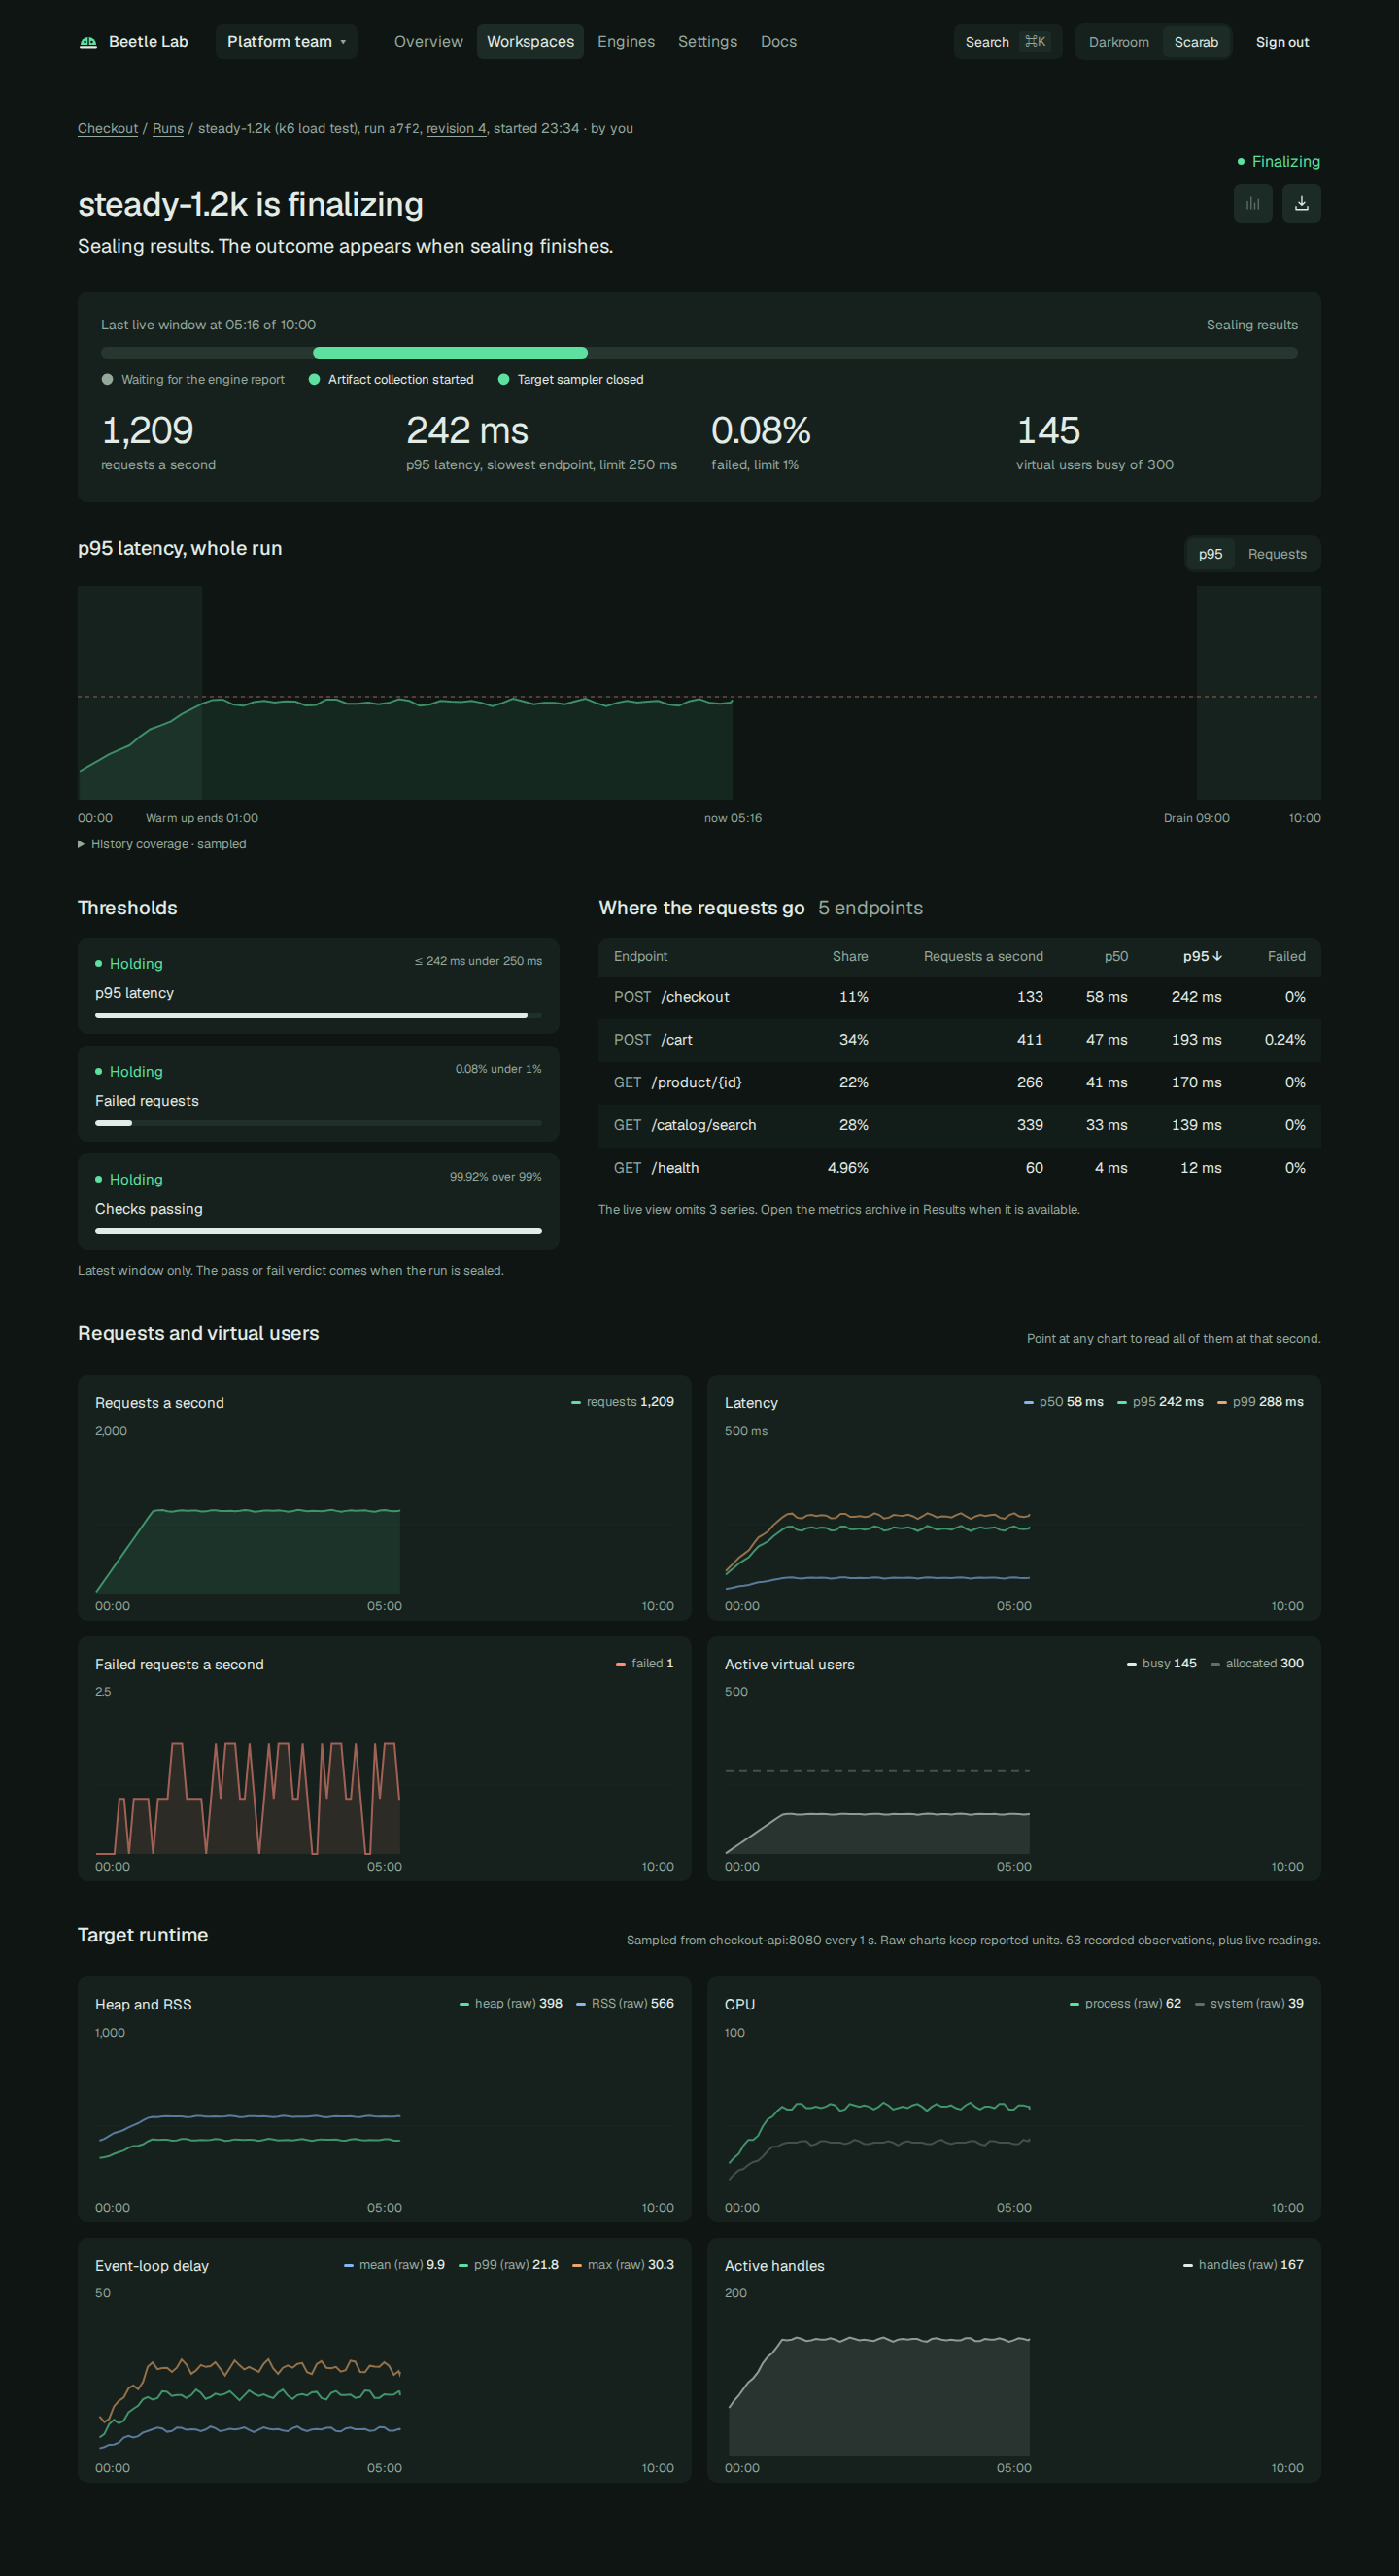 Beetle Lab Platform team ▾ Overview Workspaces Engines Settings Docs Search ⌘K Darkroom Scarab Sign out
Checkout / Runs / steady-1.2k (k6 load test), run a7f2, revision 4, started 23:34 · by you
Finalizing
steady-1.2k is finalizing
Sealing results. The outcome appears when sealing finishes.
Last live window at 05:16 of 10:00 Sealing results
Waiting for the engine report Artifact collection started Target sampler closed
1,209 242 ms 0.08% 145
requests a second p95 latency, slowest endpoint, limit 250 ms failed, limit 1% virtual users busy of 300
p95 latency, whole run p95 Requests
00:00 Warm up ends 01:00 now 05:16 Drain 09:00 10:00
▶ History coverage · sampled
Thresholds
Holding ≤ 242 ms under 250 ms
p95 latency
Holding 0.08% under 1%
Failed requests
Holding 99.92% over 99%
Checks passing
Latest window only. The pass or fail verdict comes when the run is sealed.
Where the requests go 5 endpoints
Endpoint Share Requests a second p50 p95 ↓ Failed
POST /checkout 11% 133 58 ms 242 ms 0%
POST /cart 34% 411 47 ms 193 ms 0.24%
GET /product/{id} 22% 266 41 ms 170 ms 0%
GET /catalog/search 28% 339 33 ms 139 ms 0%
GET /health 4.96% 60 4 ms 12 ms 0%
The live view omits 3 series. Open the metrics archive in Results when it is available.
Requests and virtual users Point at any chart to read all of them at that second.
Requests a second requests 1,209
2,000
00:00 05:00 10:00
Latency p50 58 ms p95 242 ms p99 288 ms
500 ms
00:00 05:00 10:00
Failed requests a second failed 1
2.5
00:00 05:00 10:00
Active virtual users busy 145 allocated 300
500
00:00 05:00 10:00
Target runtime Sampled from checkout-api:8080 every 1 s. Raw charts keep reported units. 63 recorded observations, plus live readings.
Heap and RSS heap (raw) 398 RSS (raw) 566
1,000
00:00 05:00 10:00
CPU process (raw) 62 system (raw) 39
100
00:00 05:00 10:00
Event-loop delay mean (raw) 9.9 p99 (raw) 21.8 max (raw) 30.3
50
00:00 05:00 10:00
Active handles handles (raw) 167
200
00:00 05:00 10:00